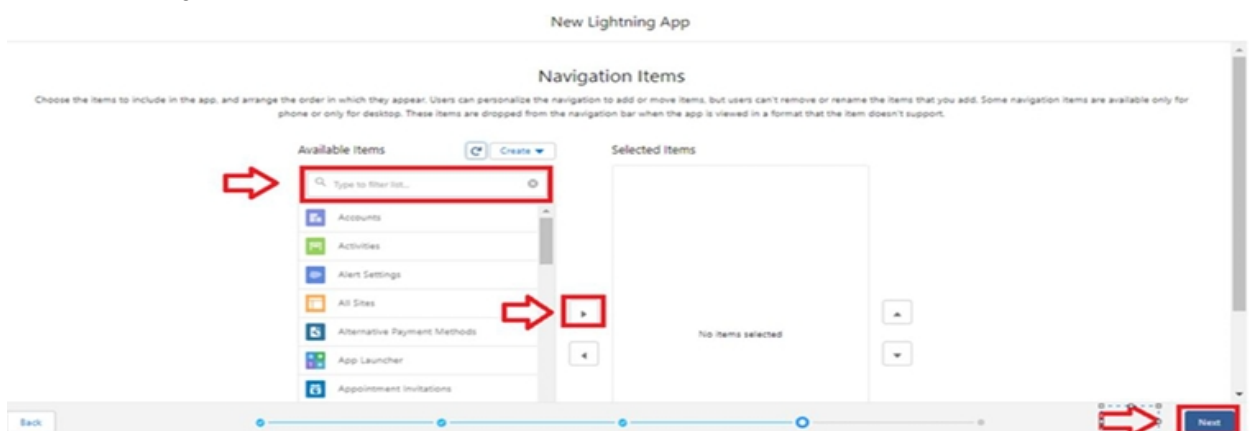 New Lightning App
Navigation Items
Choose the items to include in the app, and arrange the order in which they appear. Users can personalize the navigation to add or move items, but users can't remove or rename the items that you add. Some navigation items are available only for
phone or only for desktop. These items are dropped from the navigation bar when the app is viewed in a format that the item doesn't support.
Available Items
Create
Selected Items
Type to filter list...
Accounts
Activities
Alert Settings
All Sites
Alternative Payment Methods
No items selected
App Launcher
Appointment Invitations
Back
Next